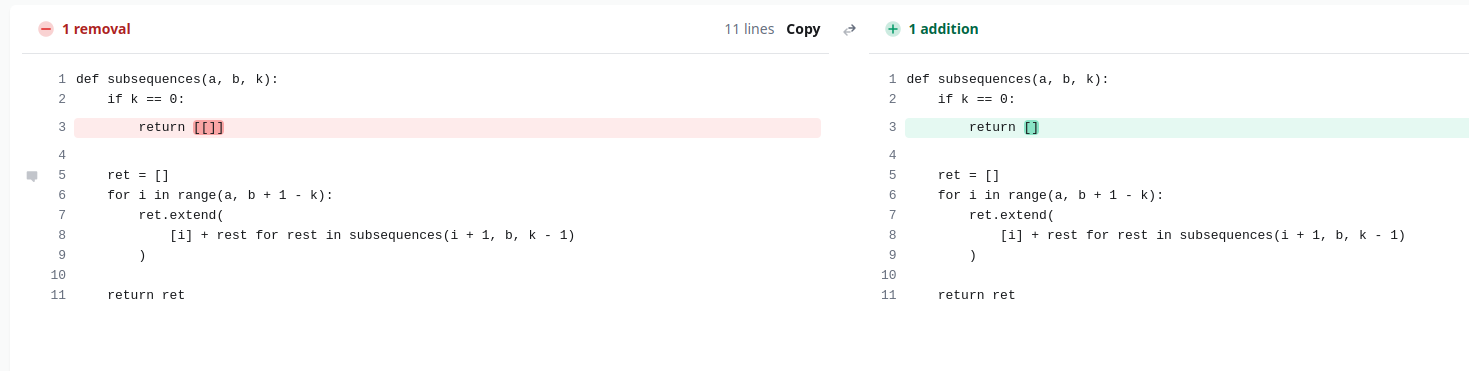 1 removal
11 lines Copy
1 def subsequences(a, b, k):
2     if k == 0:
3         return [[]]
4
5     ret = []
6     for i in range(a, b + 1 - k):
7         ret.extend(
8             [i] + rest for rest in subsequences(i + 1, b, k - 1)
9         )
10
11     return ret
1 addition
1 def subsequences(a, b, k):
2     if k == 0:
3         return []
4
5     ret = []
6     for i in range(a, b + 1 - k):
7         ret.extend(
8             [i] + rest for rest in subsequences(i + 1, b, k - 1)
9         )
10
11     return ret